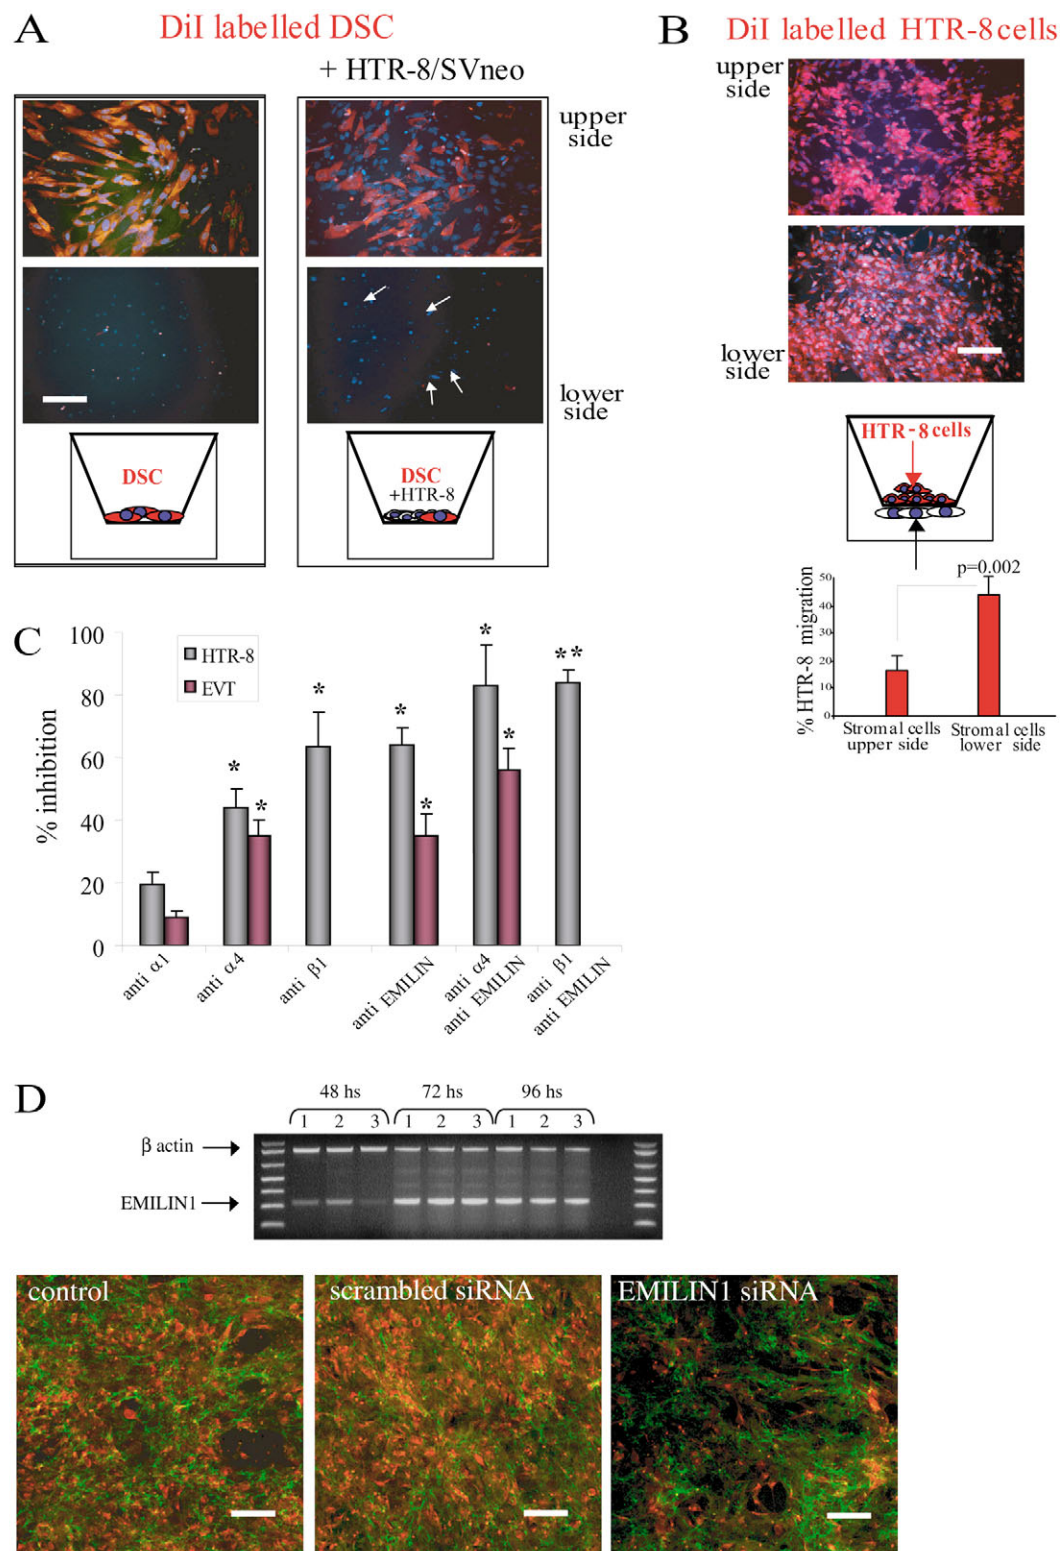 A
DiI labelled DSC
+ HTR-8/SVneo
upper
side
lower
side
DSC
DSC
+HTR-8
B
DiI labelled HTR-8 cells
upper
side
lower
side
HTR-8 cells
p=0.002
% HTR-8 migration
50
40
30
20
10
0
Stromal cells
upper side
Stromal cells
lower side
C
% inhibition
100
80
60
40
20
0
HTR-8
EVT
*
*
*
*
*
*
*
**
anti α1
anti α4
anti β1
anti EMILIN
anti α4
anti EMILIN
anti β1
anti EMILIN
D
48 hs
72 hs
96 hs
1 2 3 1 2 3 1 2 3
β actin
EMILIN1
control
scrambled siRNA
EMILIN1 siRNA